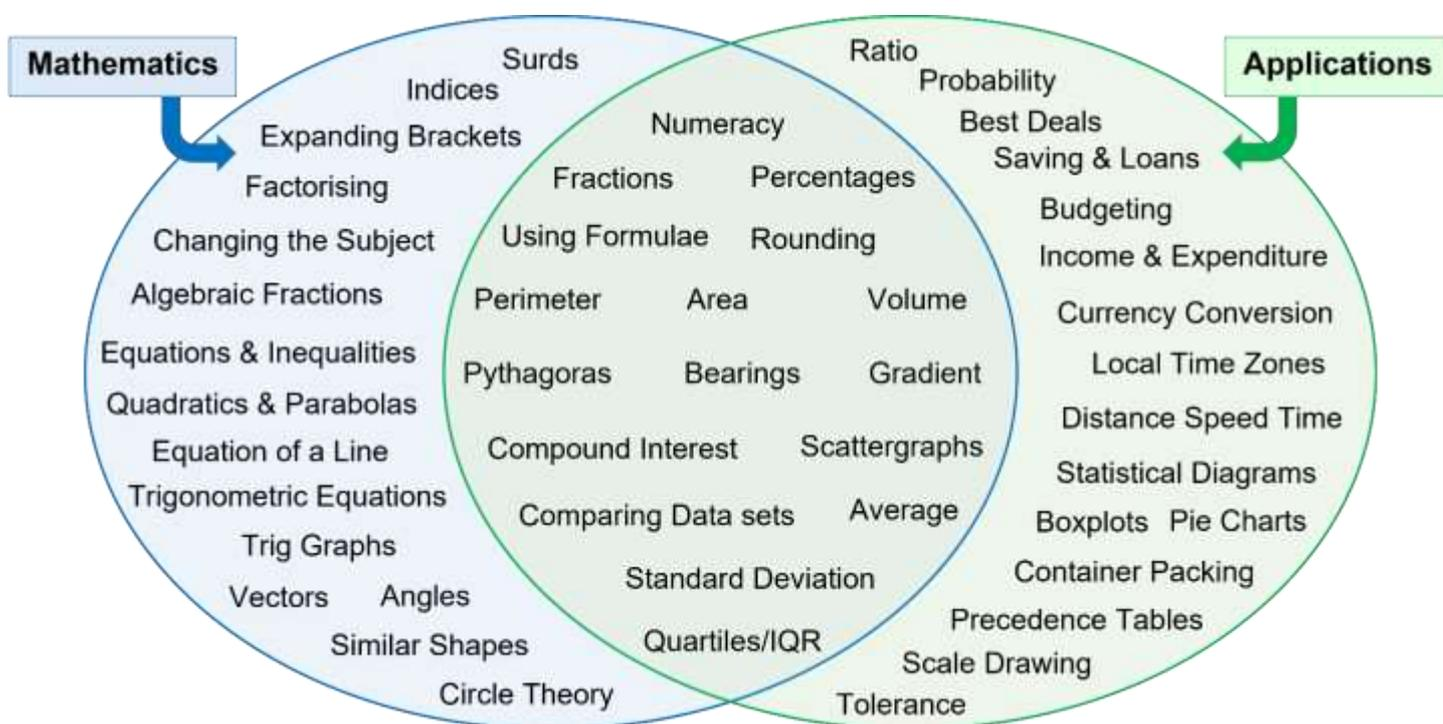 Mathematics
Surds
Indices
Expanding Brackets
Factorising
Changing the Subject
Algebraic Fractions
Equations & Inequalities
Quadratics & Parabolas
Equation of a Line
Trigonometric Equations
Trig Graphs
Vectors Angles
Similar Shapes
Circle Theory
Numeracy
Fractions Percentages
Using Formulae Rounding
Perimeter Area Volume
Pythagoras Bearings Gradient
Compound Interest Scattergraphs
Comparing Data sets Average
Standard Deviation
Quartiles/IQR
Applications
Ratio
Probability
Best Deals
Saving & Loans
Budgeting
Income & Expenditure
Currency Conversion
Local Time Zones
Distance Speed Time
Statistical Diagrams
Boxplots Pie Charts
Container Packing
Precedence Tables
Scale Drawing
Tolerance